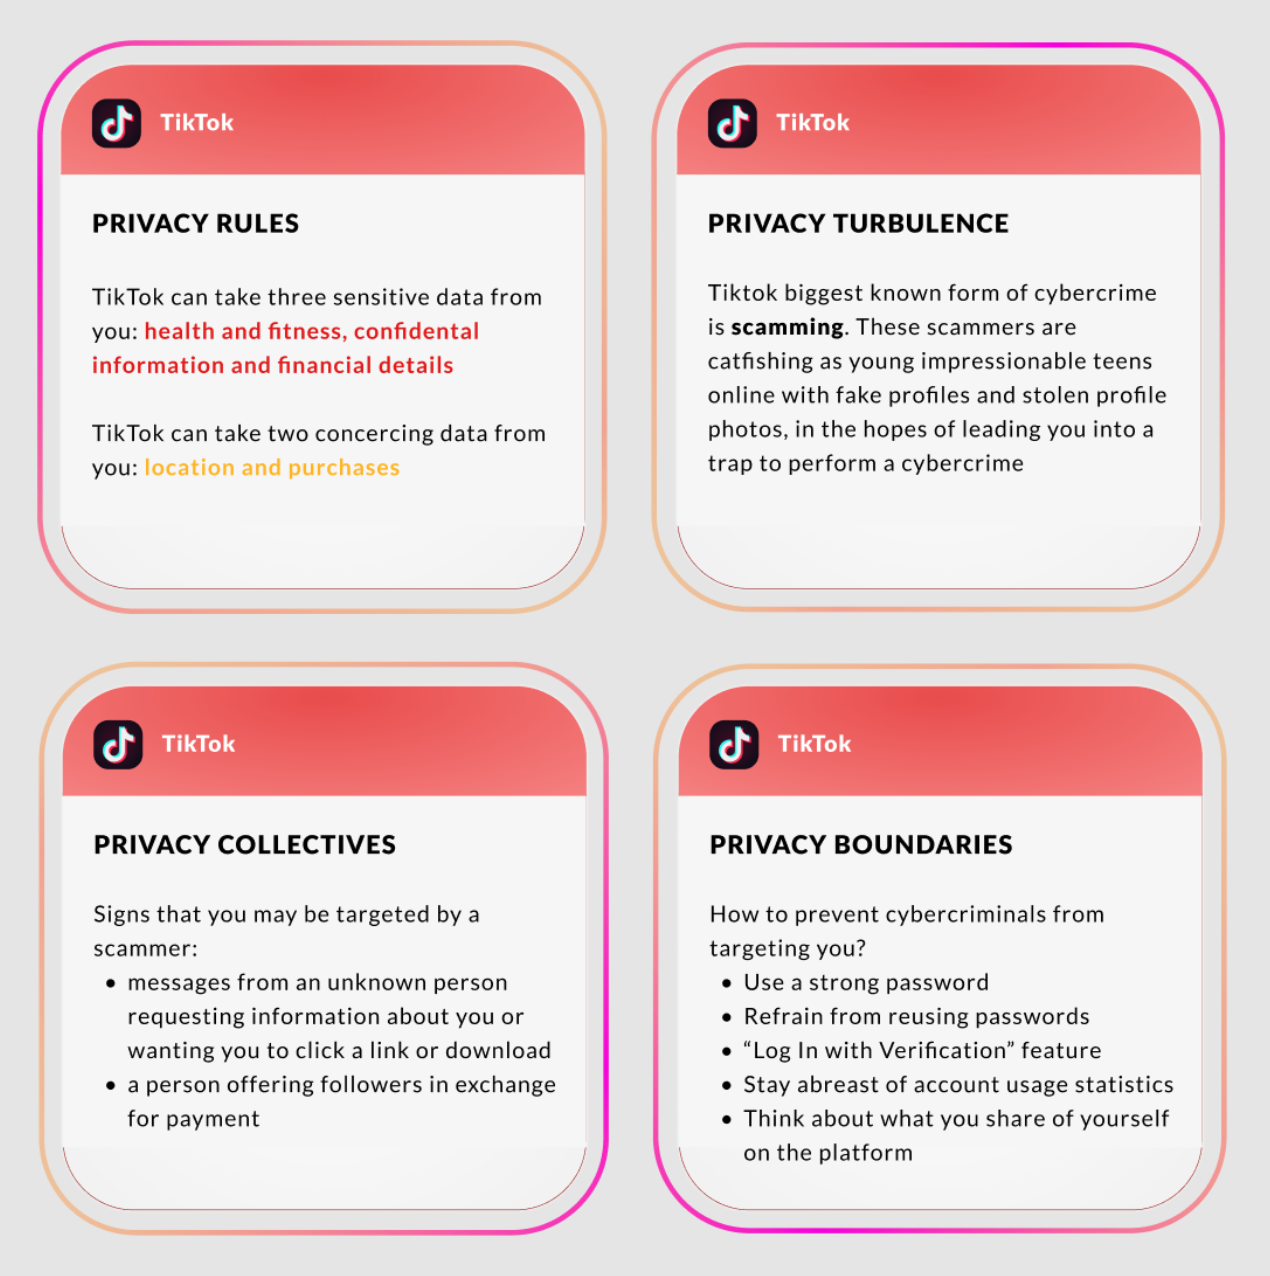 TikTok
PRIVACY RULES
TikTok can take three sensitive data from
you: health and fitness, confidental
information and financial details
TikTok can take two concercing data from
you: location and purchases
TikTok
PRIVACY TURBULENCE
Tiktok biggest known form of cybercrime
is scamming. These scammers are
catfishing as young impressionable teens
online with fake profiles and stolen profile
photos, in the hopes of leading you into a
trap to perform a cybercrime
TikTok
PRIVACY COLLECTIVES
Signs that you may be targeted by a
scammer:
• messages from an unknown person
requesting information about you or
wanting you to click a link or download
• a person offering followers in exchange
for payment
TikTok
PRIVACY BOUNDARIES
How to prevent cybercriminals from
targeting you?
• Use a strong password
• Refrain from reusing passwords
• “Log In with Verification” feature
• Stay abreast of account usage statistics
• Think about what you share of yourself
on the platform